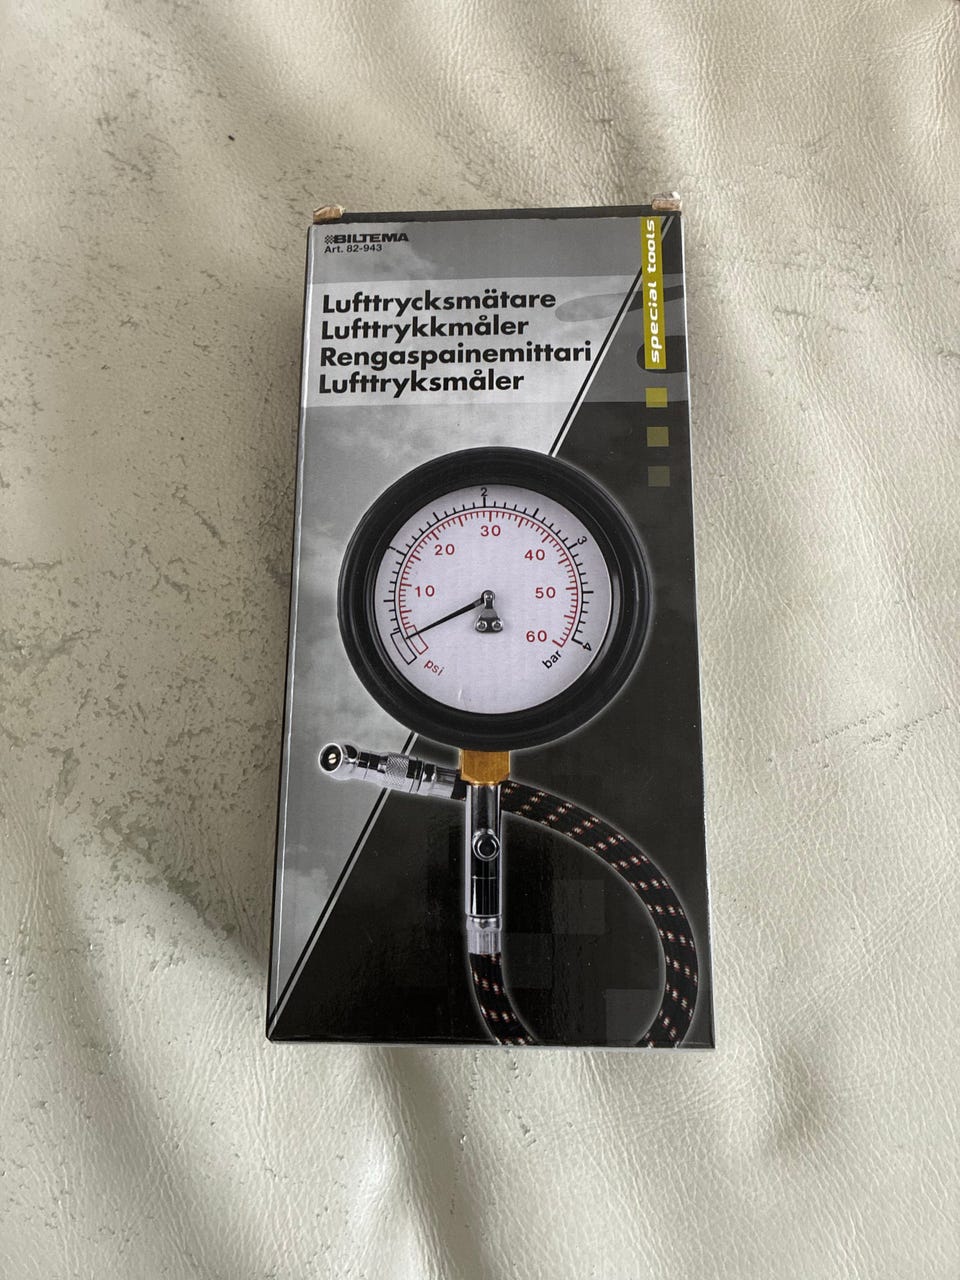 BILTEMA
Art. 82-943
special tools
Lufttrycksmätare
Lufttrykkmåler
Rengaspainemittari
Lufttryksmåler
2
3
4
bar
10
20
30
40
50
60
psi